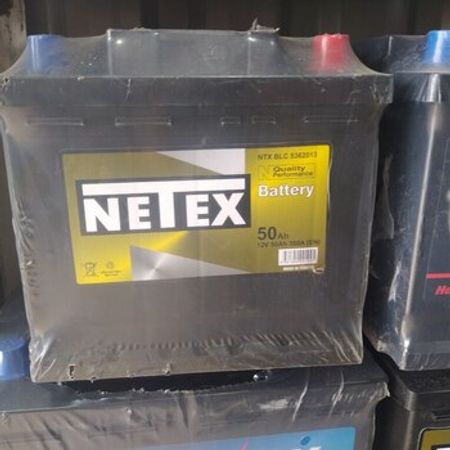 NTX BLC 5362013
N Quality
Performance
Battery
NETEX
50Ah